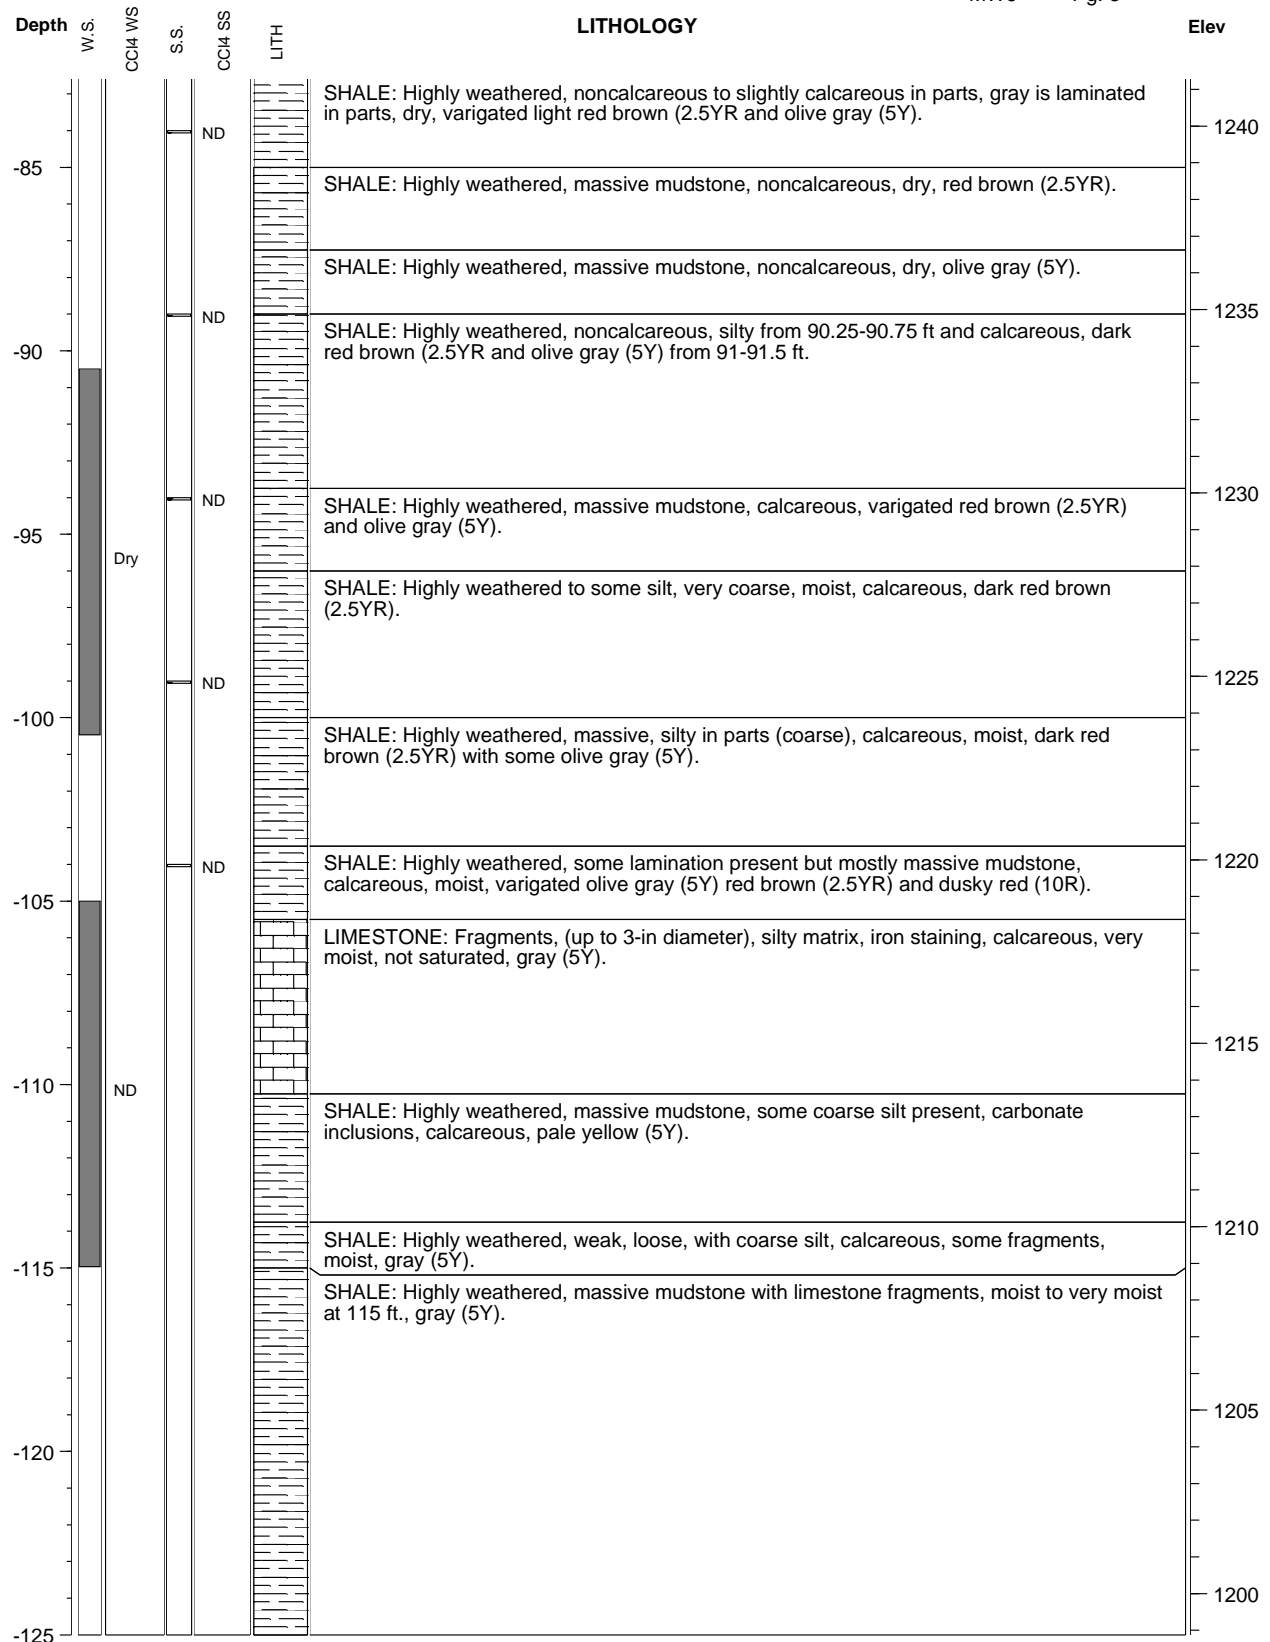 Depth W.S. CCl4 WS S.S. CCl4 SS LITH LITHOLOGY Elev
SHALE: Highly weathered, noncalcareous to slightly calcareous in parts, gray is laminated
in parts, dry, varigated light red brown (2.5YR and olive gray (5Y).
ND
1240
-85
SHALE: Highly weathered, massive mudstone, noncalcareous, dry, red brown (2.5YR).
SHALE: Highly weathered, massive mudstone, noncalcareous, dry, olive gray (5Y).
ND
1235
SHALE: Highly weathered, noncalcareous, silty from 90.25-90.75 ft and calcareous, dark
-90
red brown (2.5YR and olive gray (5Y) from 91-91.5 ft.
ND
1230
SHALE: Highly weathered, massive mudstone, calcareous, varigated red brown (2.5YR)
and olive gray (5Y).
-95
Dry
SHALE: Highly weathered to some silt, very coarse, moist, calcareous, dark red brown
(2.5YR).
ND
1225
-100
SHALE: Highly weathered, massive, silty in parts (coarse), calcareous, moist, dark red
brown (2.5YR) with some olive gray (5Y).
ND
1220
SHALE: Highly weathered, some lamination present but mostly massive mudstone,
calcareous, moist, varigated olive gray (5Y) red brown (2.5YR) and dusky red (10R).
-105
LIMESTONE: Fragments, (up to 3-in diameter), silty matrix, iron staining, calcareous, very
moist, not saturated, gray (5Y).
1215
-110
ND
SHALE: Highly weathered, massive mudstone, some coarse silt present, carbonate
inclusions, calcareous, pale yellow (5Y).
1210
SHALE: Highly weathered, weak, loose, with coarse silt, calcareous, some fragments,
moist, gray (5Y).
-115
SHALE: Highly weathered, massive mudstone with limestone fragments, moist to very moist
at 115 ft., gray (5Y).
1205
-120
1200
-125